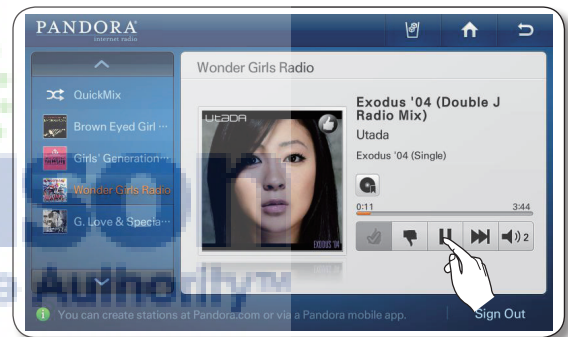 PANDORA®
internet radio
QuickMix
Brown Eyed Girl ···
Girls' Generation···
Wonder Girls Radio
G. Love & Specia···
Wonder Girls Radio
UTADA
EXODUS '04
Exodus '04 (Double J
Radio Mix)
Utada
Exodus '04 (Single)
0:11 3:44
2
You can create stations at Pandora.com or via a Pandora mobile app.
Sign Out
son
Authority™